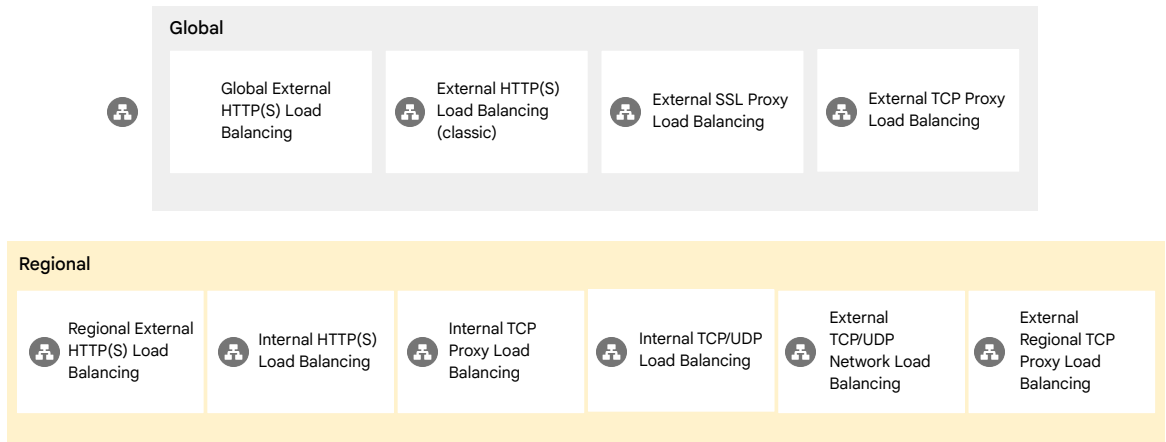 Global
Global External
HTTP(S) Load
Balancing
External HTTP(S)
Load Balancing
(classic)
External SSL Proxy
Load Balancing
External TCP Proxy
Load Balancing
Regional
Regional External
HTTP(S) Load
Balancing
Internal HTTP(S)
Load Balancing
Internal TCP
Proxy Load
Balancing
Internal TCP/UDP
Load Balancing
External
TCP/UDP
Network Load
Balancing
External
Regional TCP
Proxy Load
Balancing